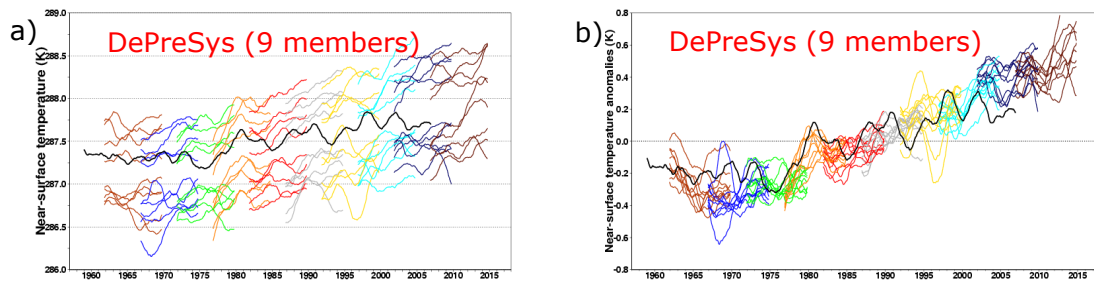 a)
DePreSys (9 members)
Near-surface temperature (K)
289.0
288.5
288.0
287.5
287.0
286.5
286.0
1960 1965 1970 1975 1980 1985 1990 1995 2000 2005 2010 2015
b)
DePreSys (9 members)
Near-surface temperature anomalies (K)
0.8
0.6
0.4
0.2
0.0
-0.2
-0.4
-0.6
-0.8
1960 1965 1970 1975 1980 1985 1990 1995 2000 2005 2010 2015